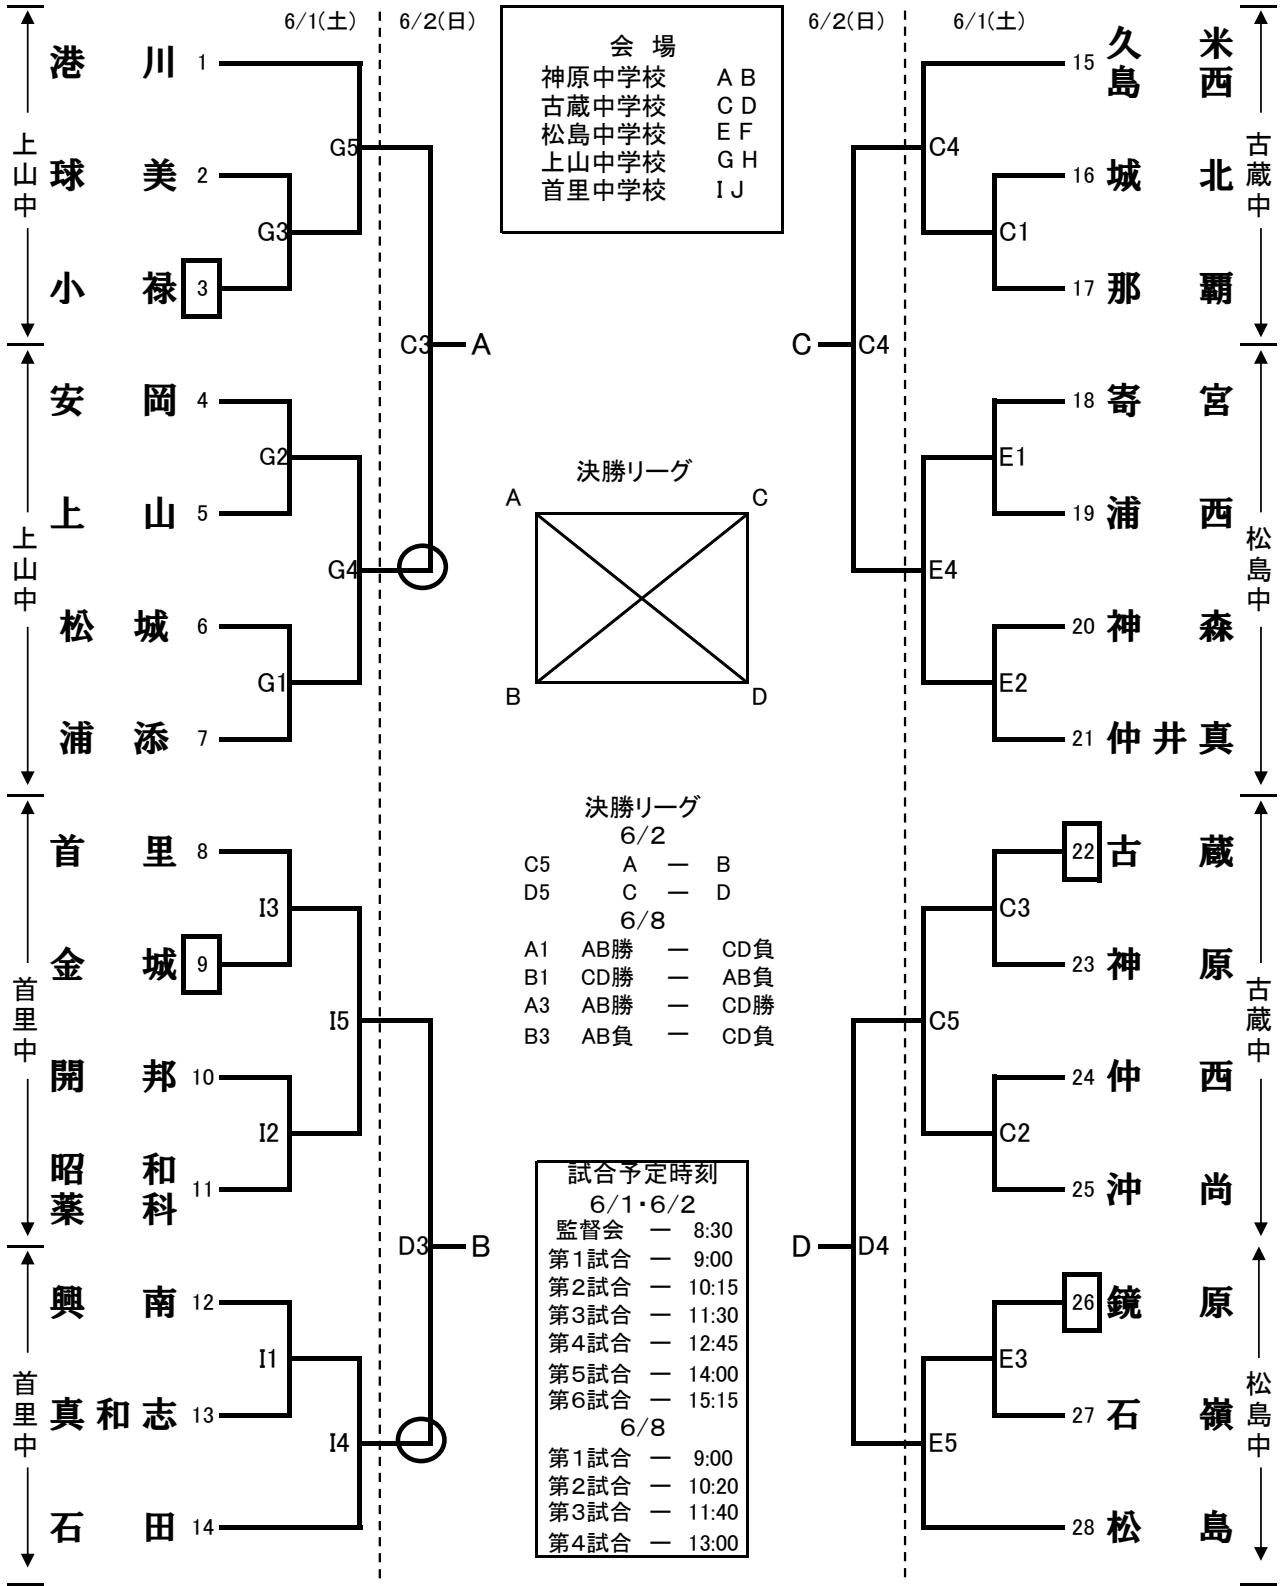 6/1(土) 6/2(日)
6/2(日) 6/1(土)
会 場
神原中学校 A B
古蔵中学校 C D
松島中学校 E F
上山中学校 G H
首里中学校 I J
上山中
港 川 1
球 美 2
小 禄 3
G5
G3
上山中
安 岡 4
上 山 5
松 城 6
浦 添 7
G2
G4
G1
C3 A
首里中
首 里 8
金 城 9
開 邦 10
昭 和
薬 科 11
I3
I5
I2
首里中
興 南 12
真和志 13
石 田 14
I1
I4
D3 B
決勝リーグ
A C
B D
決勝リーグ
6/2
C5 A － B
D5 C － D
6/8
A1 AB勝 － CD負
B1 CD勝 － AB負
A3 AB勝 － CD勝
B3 AB負 － CD負
試合予定時刻
6/1・6/2
監督会 － 8:30
第1試合 － 9:00
第2試合 － 10:15
第3試合 － 11:30
第4試合 － 12:45
第5試合 － 14:00
第6試合 － 15:15
6/8
第1試合 － 9:00
第2試合 － 10:20
第3試合 － 11:40
第4試合 － 13:00
15 久 米
島 西
16 城 北
17 那 覇
古蔵中
C4
C1
C C4
18 寄 宮
19 浦 西
20 神 森
21 仲井真
松島中
E1
E4
E2
22 古 蔵
23 神 原
24 仲 西
25 沖 尚
古蔵中
C3
C5
C2
D D4
26 鏡 原
27 石 嶺
28 松 島
松島中
E3
E5